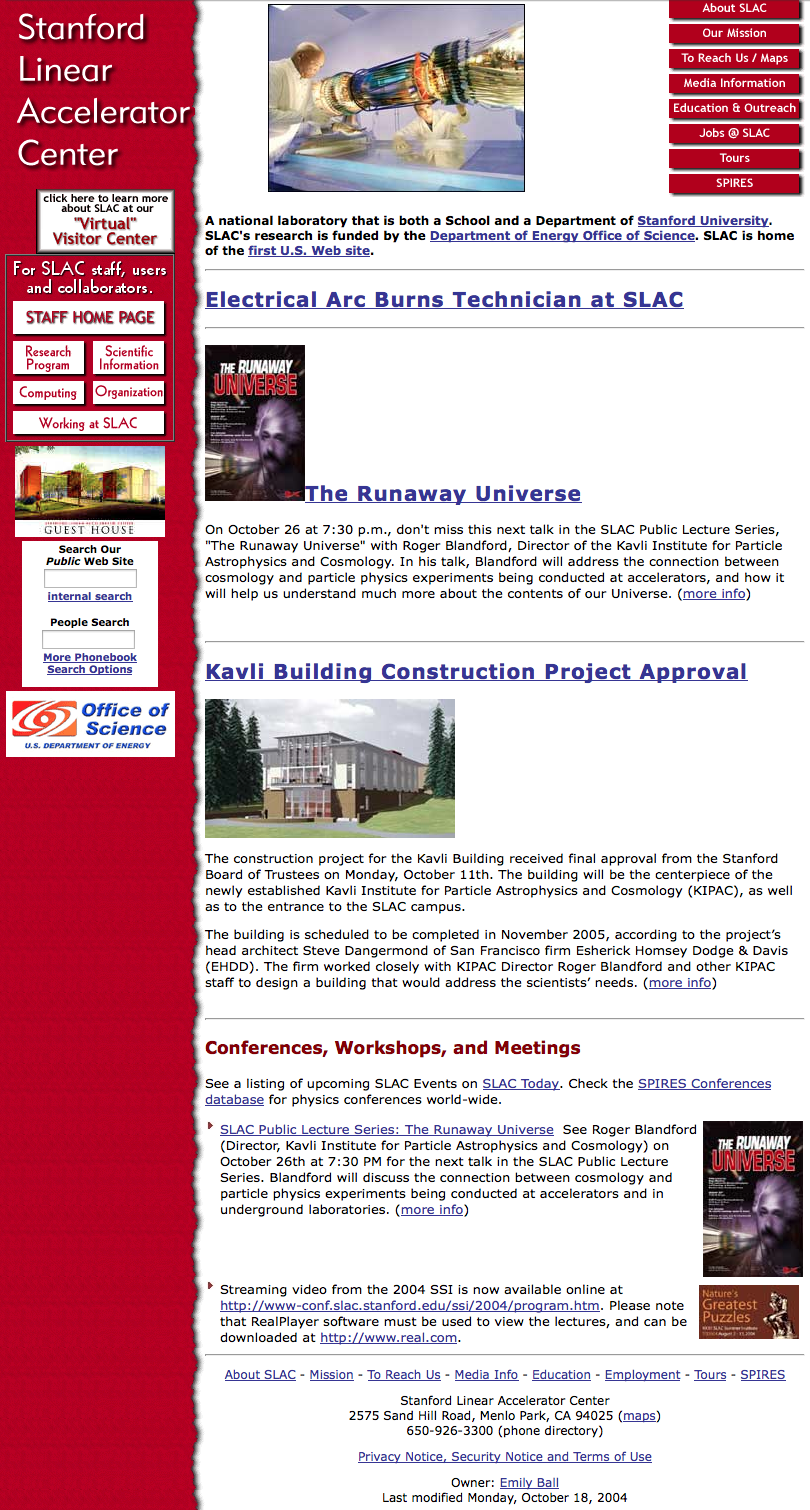 Stanford
Linear
Accelerator
Center
click here to learn more
about SLAC at our
"Virtual"
Visitor Center
For SLAC staff, users
and collaborators.
STAFF HOME PAGE
Research
Program
Scientific
Information
Computing
Organization
Working at SLAC
GUEST HOUSE
Search Our
Public Web Site
internal search
People Search
More Phonebook
Search Options
Office of
Science
U.S. DEPARTMENT OF ENERGY
About SLAC
Our Mission
To Reach Us / Maps
Media Information
Education & Outreach
Jobs @ SLAC
Tours
SPIRES
A national laboratory that is both a School and a Department of Stanford University.
SLAC's research is funded by the Department of Energy Office of Science. SLAC is home
of the first U.S. Web site.
Electrical Arc Burns Technician at SLAC
THE RUNAWAY
UNIVERSE
The Runaway Universe
On October 26 at 7:30 p.m., don't miss this next talk in the SLAC Public Lecture Series,
"The Runaway Universe" with Roger Blandford, Director of the Kavli Institute for Particle
Astrophysics and Cosmology. In his talk, Blandford will address the connection between
cosmology and particle physics experiments being conducted at accelerators, and how it
will help us understand much more about the contents of our Universe. (more info)
Kavli Building Construction Project Approval
The construction project for the Kavli Building received final approval from the Stanford
Board of Trustees on Monday, October 11th. The building will be the centerpiece of the
newly established Kavli Institute for Particle Astrophysics and Cosmology (KIPAC), as well
as to the entrance to the SLAC campus.
The building is scheduled to be completed in November 2005, according to the project’s
head architect Steve Dangermond of San Francisco firm Esherick Homsey Dodge & Davis
(EHDD). The firm worked closely with KIPAC Director Roger Blandford and other KIPAC
staff to design a building that would address the scientists’ needs. (more info)
Conferences, Workshops, and Meetings
See a listing of upcoming SLAC Events on SLAC Today. Check the SPIRES Conferences
database for physics conferences world-wide.
SLAC Public Lecture Series: The Runaway Universe See Roger Blandford
(Director, Kavli Institute for Particle Astrophysics and Cosmology) on
October 26th at 7:30 PM for the next talk in the SLAC Public Lecture
Series. Blandford will discuss the connection between cosmology and
particle physics experiments being conducted at accelerators and in
underground laboratories. (more info)
THE RUNAWAY
UNIVERSE
Streaming video from the 2004 SSI is now available online at
http://www-conf.slac.stanford.edu/ssi/2004/program.htm. Please note
that RealPlayer software must be used to view the lectures, and can be
downloaded at http://www.real.com.
Nature's
Greatest
Puzzles
About SLAC - Mission - To Reach Us - Media Info - Education - Employment - Tours - SPIRES
Stanford Linear Accelerator Center
2575 Sand Hill Road, Menlo Park, CA 94025 (maps)
650-926-3300 (phone directory)
Privacy Notice, Security Notice and Terms of Use
Owner: Emily Ball
Last modified Monday, October 18, 2004